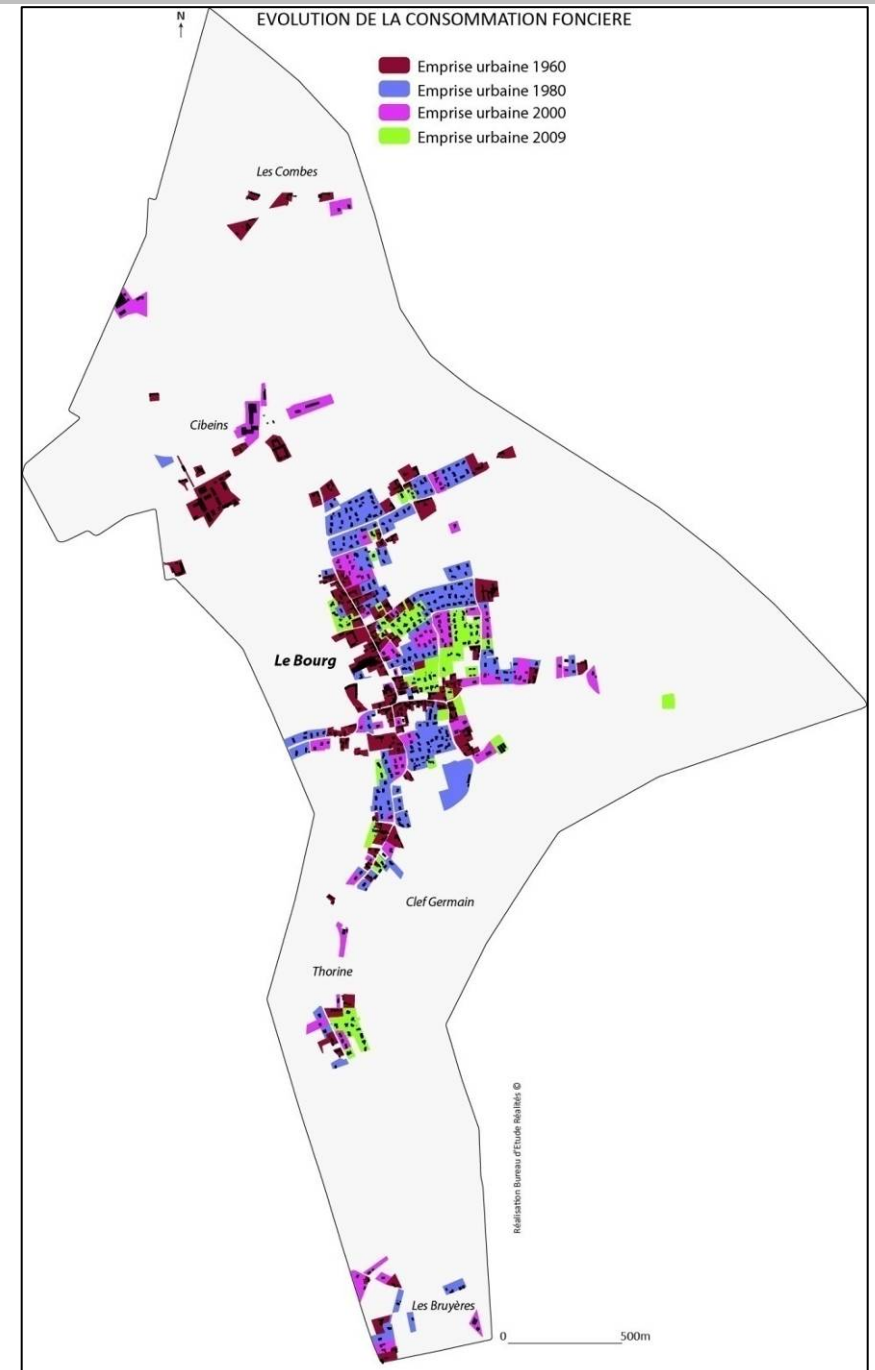 N
EVOLUTION DE LA CONSOMMATION FONCIERE
Emprise urbaine 1960
Emprise urbaine 1980
Emprise urbaine 2000
Emprise urbaine 2009
Les Combes
Cibeins
Le Bourg
Clef Germain
Thorine
Réalisation Bureau d'Etude Réalités ©
Les Bruyères
0 500m